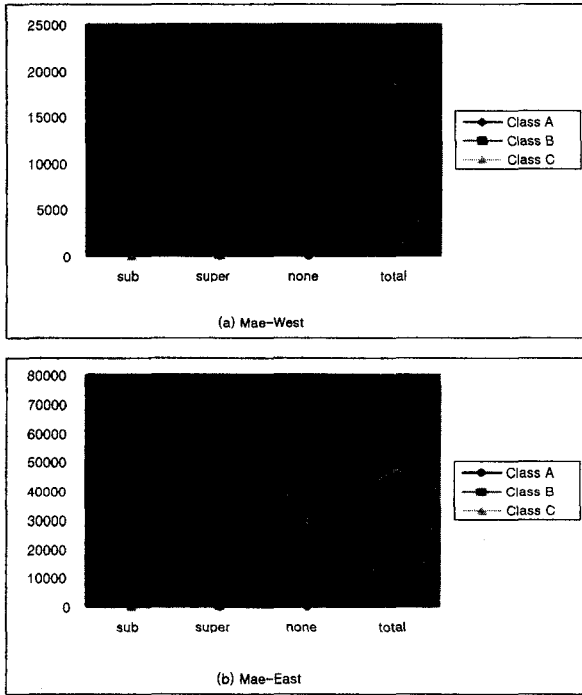 25000
20000
15000
10000
5000
0
sub super none total
Class A
Class B
Class C
(a) Mae-West
80000
70000
60000
50000
40000
30000
20000
10000
0
sub super none total
Class A
Class B
Class C
(b) Mae-East